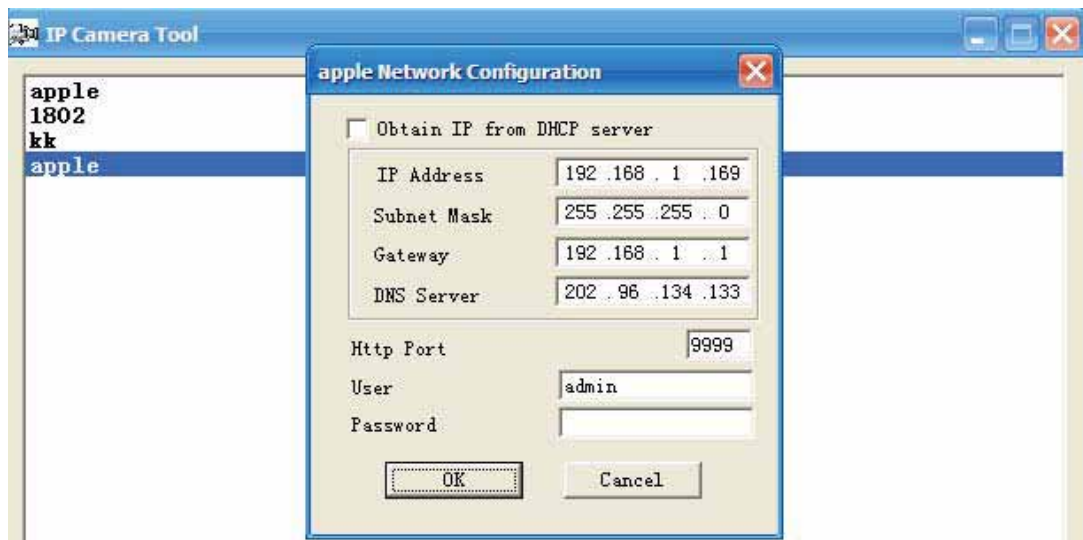 IP Camera Tool
apple
1802
kk
apple
apple Network Configuration
Obtain IP from DHCP server
IP Address 192 .168 . 1 .169
Subnet Mask 255 .255 .255 . 0
Gateway 192 .168 . 1 . 1
DNS Server 202 . 96 .134 .133
Http Port 9999
User admin
Password
OK Cancel